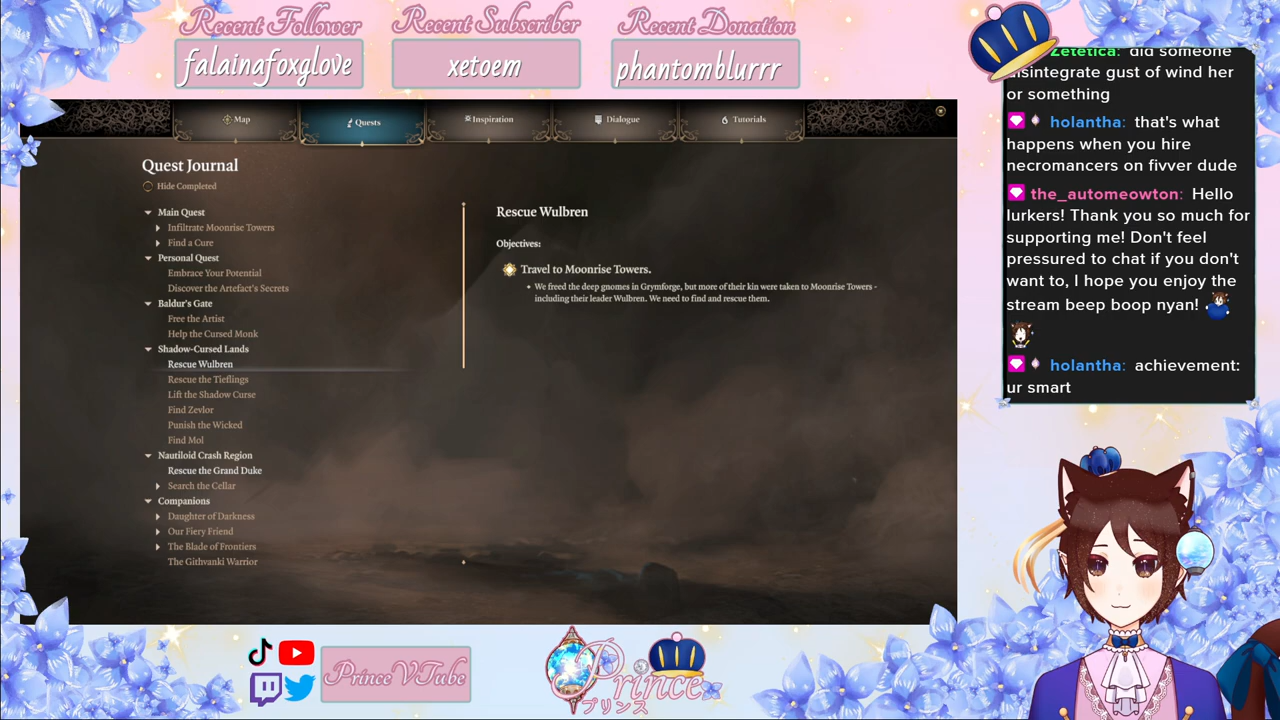 Recent Follower
Recent Subscriber
Recent Donation
falainafoxglove
xetoem
phantomblurrr
Map
Quests
Inspiration
Dialogue
Tutorials
Quest Journal
Hide Completed
Main Quest
Infiltrate Moonrise Towers
Find a Cure
Personal Quest
Embrace Your Potential
Discover the Artefact's Secrets
Baldur's Gate
Free the Artist
Help the Cursed Monk
Shadow-Cursed Lands
Rescue Wulbren
Rescue the Tieflings
Lift the Shadow Curse
Find Zevlor
Punish the Wicked
Find Mol
Nautiloid Crash Region
Rescue the Grand Duke
Search the Cellar
Companions
Daughter of Darkness
Our Fiery Friend
The Blade of Frontiers
The Githyanki Warrior
Rescue Wulbren
Objectives:
Travel to Moonrise Towers.
We freed the deep gnomes in Grymforge, but more of their kin were taken to Moonrise Towers -
including their leader Wulbren. We need to find and rescue them.
Zetetica: did someone
disintegrate gust of wind her
or something
holantha: that's what
happens when you hire
necromancers on fivver dude
the_automeowton: Hello
lurkers! Thank you so much for
supporting me! Don't feel
pressured to chat if you don't
want to, I hope you enjoy the
stream beep boop nyan!
holantha: achievement:
ur smart
Prince VTube
Prince
プリンス